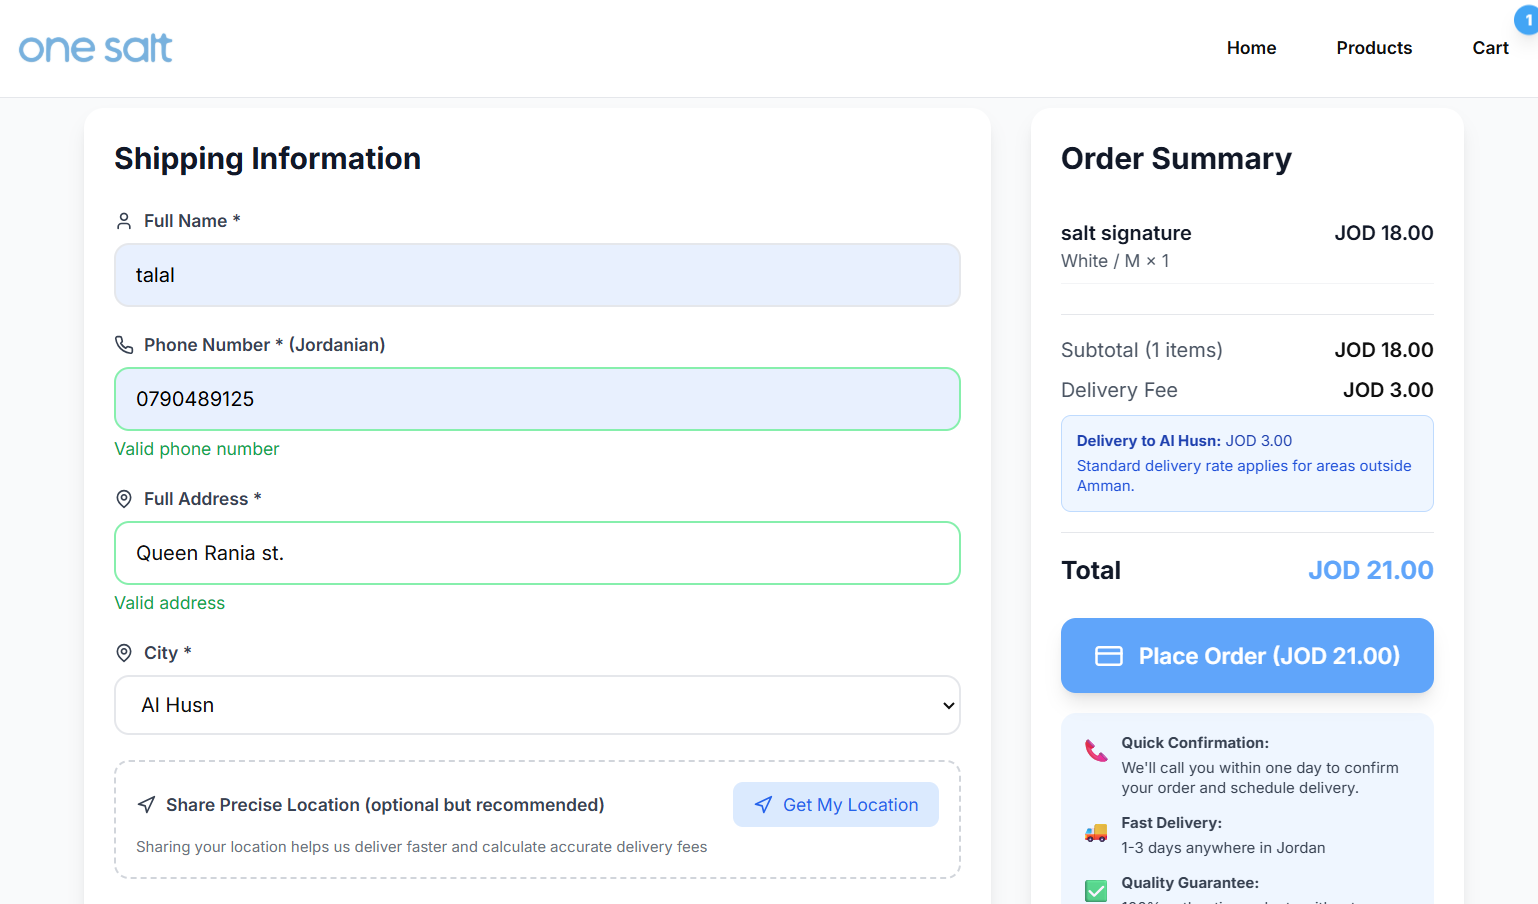 one salt
Home
Products
Cart
1
Shipping Information
Full Name *
talal
Phone Number * (Jordanian)
0790489125
Valid phone number
Full Address *
Queen Rania st.
Valid address
City *
Al Husn
Share Precise Location (optional but recommended)
Get My Location
Sharing your location helps us deliver faster and calculate accurate delivery fees
Order Summary
salt signature JOD 18.00
White / M × 1
Subtotal (1 items) JOD 18.00
Delivery Fee JOD 3.00
Delivery to Al Husn: JOD 3.00
Standard delivery rate applies for areas outside
Amman.
Total JOD 21.00
Place Order (JOD 21.00)
Quick Confirmation:
We'll call you within one day to confirm
your order and schedule delivery.
Fast Delivery:
1-3 days anywhere in Jordan
Quality Guarantee: